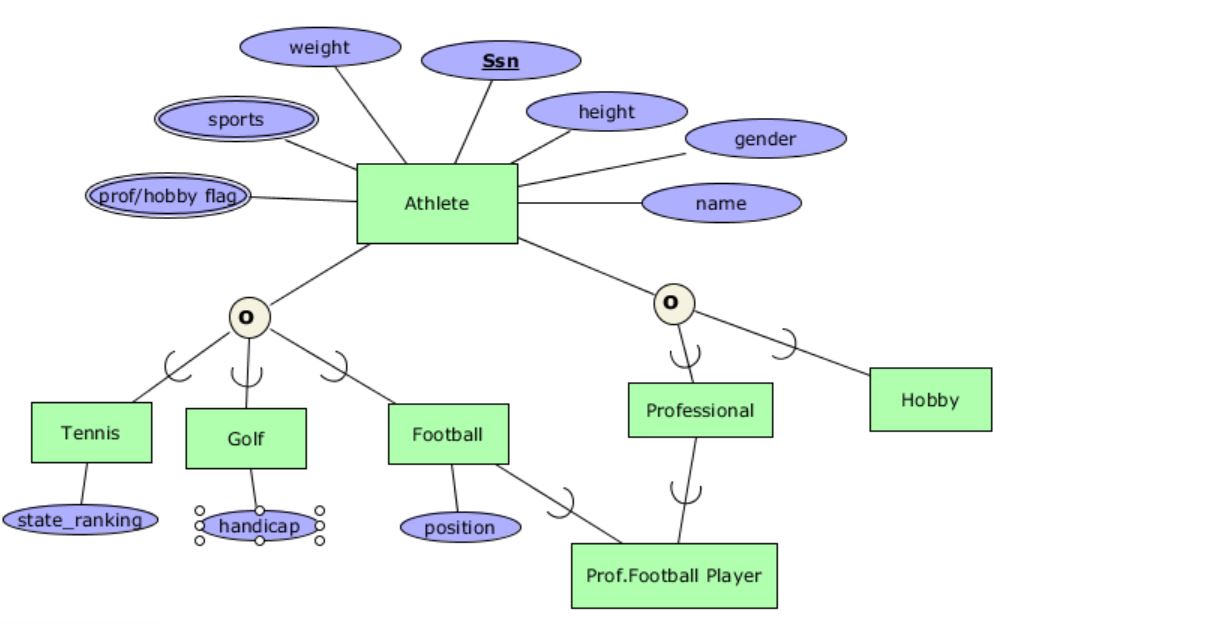 weight
Ssn
sports
height
gender
prof/hobby flag
Athlete
name
O
O
Tennis
Golf
Football
Professional
Hobby
state_ranking
handicap
position
Prof.Football Player